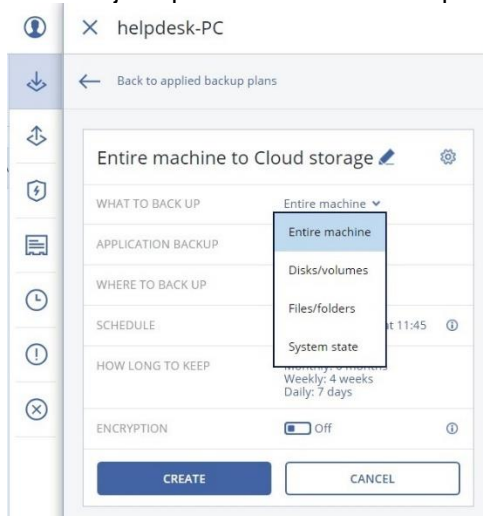 helpdesk-PC
Back to applied backup plans
Entire machine to Cloud storage
WHAT TO BACK UP Entire machine
Entire machine
APPLICATION BACKUP
Disks/volumes
WHERE TO BACK UP
Files/folders
SCHEDULE at 11:45
System state
HOW LONG TO KEEP
Weekly: 4 weeks
Daily: 7 days
ENCRYPTION Off
CREATE CANCEL